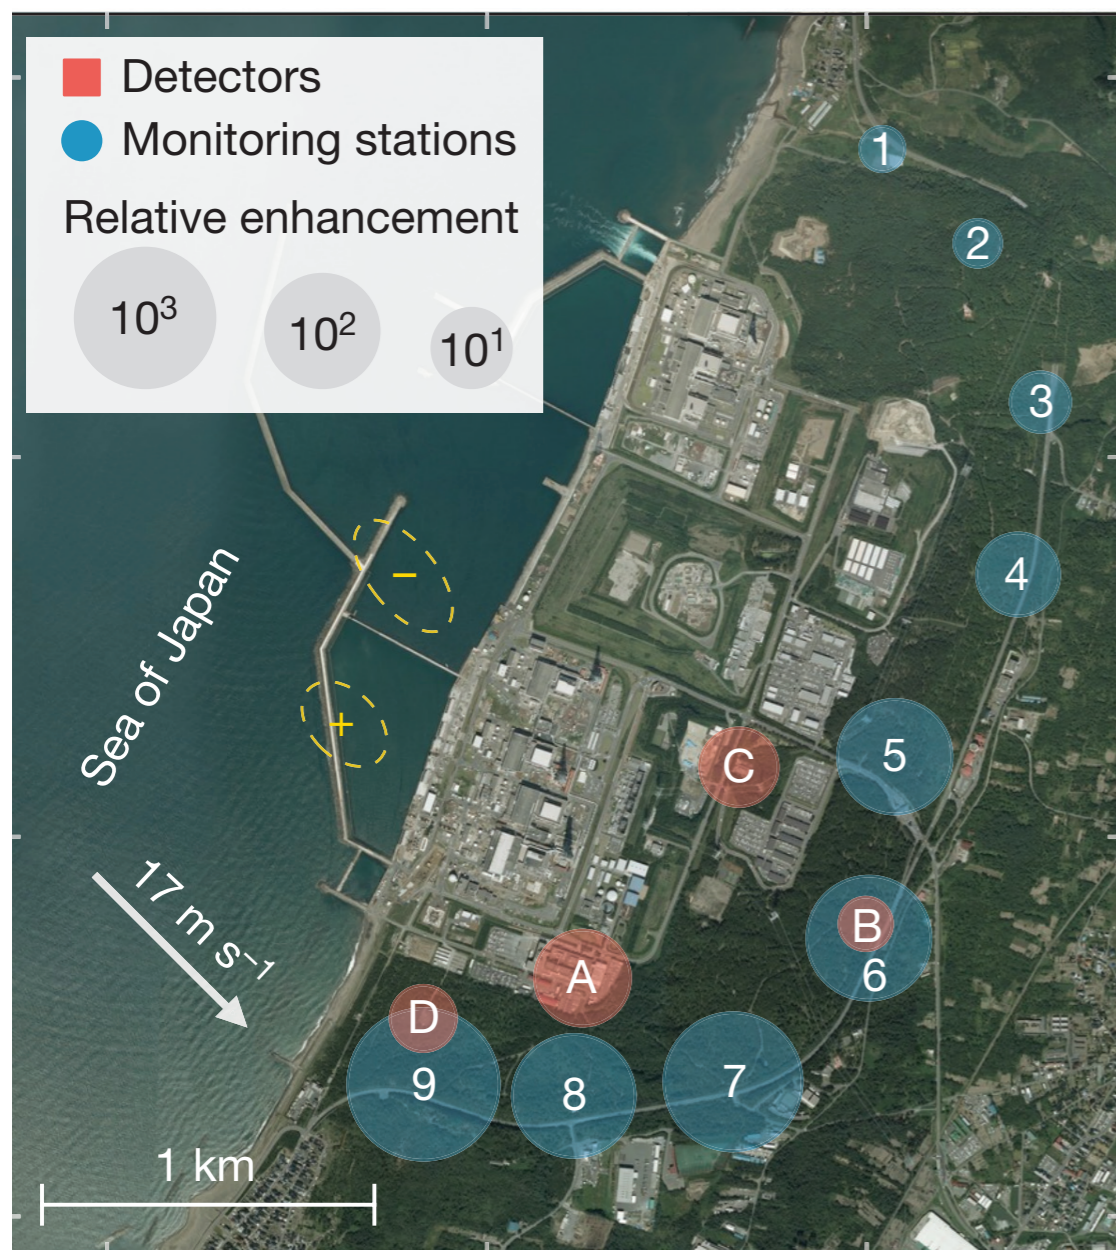 Detectors
Monitoring stations
Relative enhancement
10³
10²
10¹
1
2
3
4
−
Sea of Japan
+
C
5
17 m s⁻¹
B
6
A
D
9
8
7
1 km